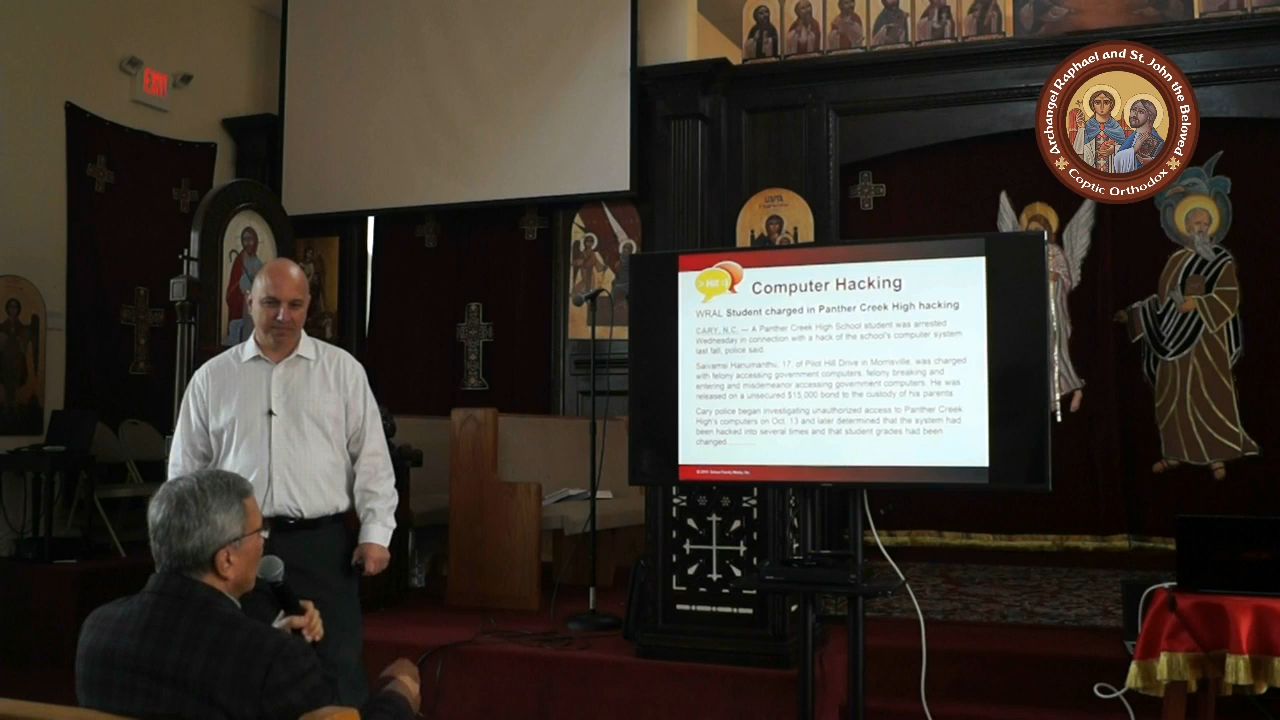 EXIT
Archangel Raphael and St. John the Beloved
Coptic Orthodox
Hi!
Computer Hacking
WRAL Student charged in Panther Creek High hacking
CARY, N.C. — A Panther Creek High School student was arrested
Wednesday in connection with a hack of the school's computer system
last fall, police said.
Saivamsi Hanumanthu, 17, of Pilot Hill Drive in Morrisville, was charged
with felony accessing government computers, felony breaking and
entering and misdemeanor accessing government computers. He was
released on a unsecured $15,000 bond to the custody of his parents
Cary police began investigating unauthorized access to Panther Creek
High's computers on Oct. 13 and later determined that the system had
been hacked into several times and that student grades had been
changed